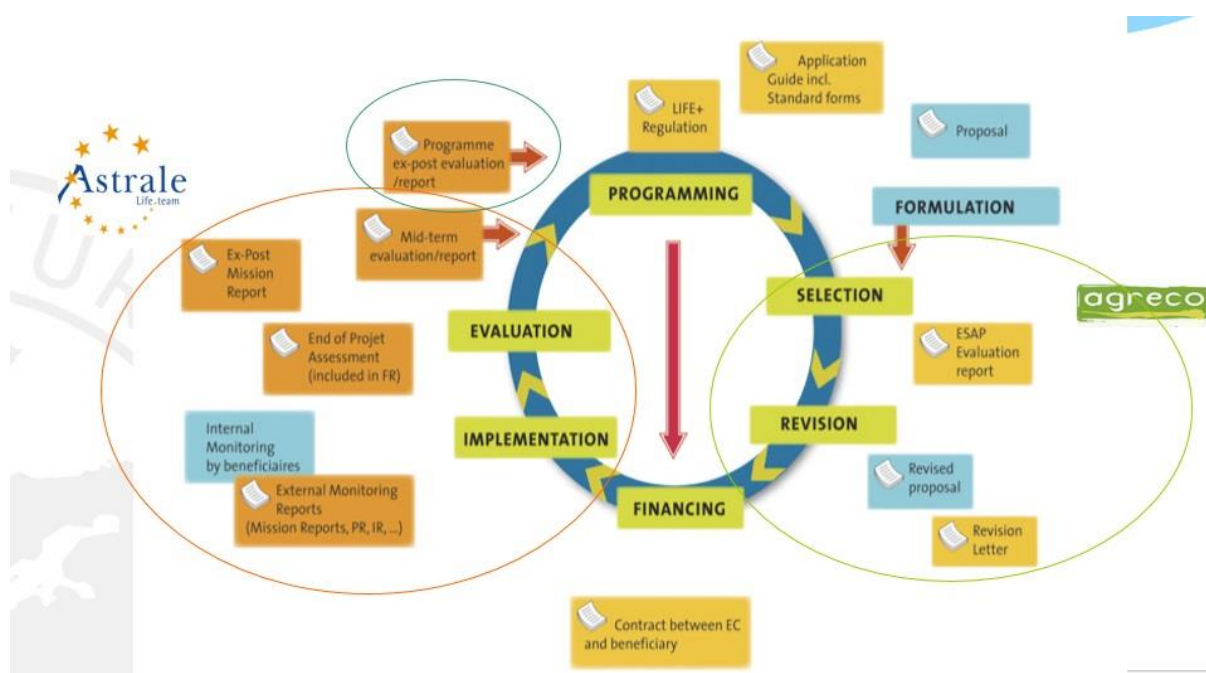 Application
Guide incl.
Standard forms
LIFE+
Regulation
Proposal
Programme
ex-post evaluation
/report
Astrale
Life.team
PROGRAMMING
FORMULATION
Mid-term
evaluation/report
Ex-Post
Mission
Report
SELECTION
agreco
EVALUATION
End of Projet
Assessment
(included in FR)
ESAP
Evaluation
report
REVISION
IMPLEMENTATION
Internal
Monitoring
by beneficiaires
Revised
proposal
External Monitoring
Reports
(Mission Reports, PR, IR, ...)
FINANCING
Revision
Letter
Contract between EC
and beneficiary